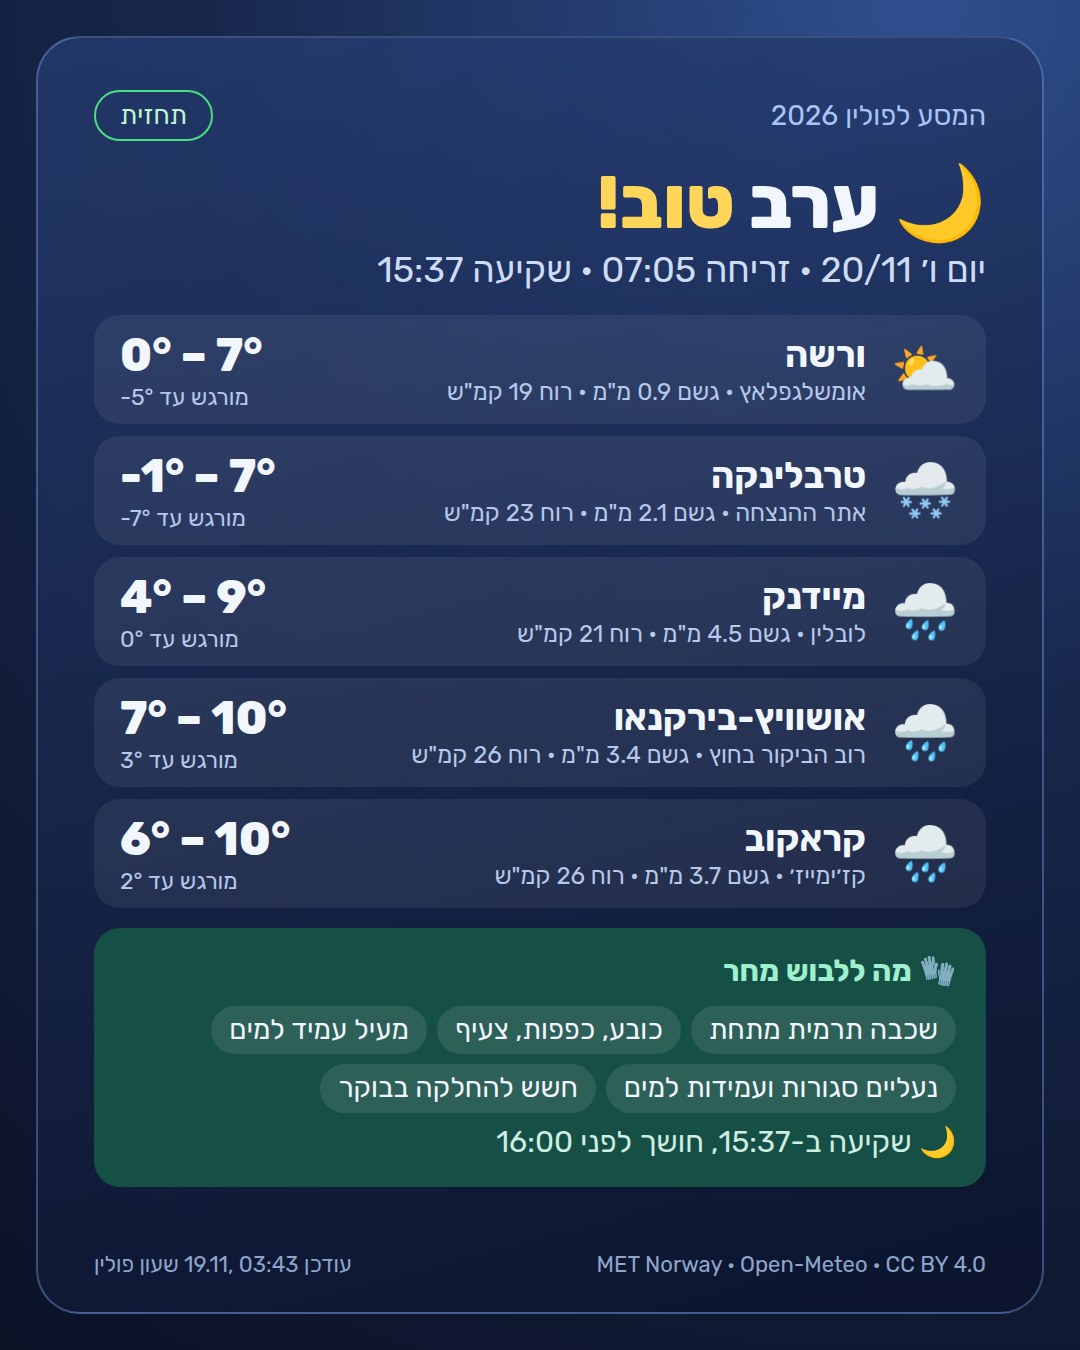 המסע לפולין 2026
תחזית
🌙 ערב טוב!
יום ו׳ 20/11 • זריחה 07:05 • שקיעה 15:37
ורשה
אומשלגפלאץ • גשם 0.9 מ"מ • רוח 19 קמ"ש
0° – 7°
מורגש עד -5°
טרבלינקה
אתר ההנצחה • גשם 2.1 מ"מ • רוח 23 קמ"ש
-1° – 7°
מורגש עד -7°
מיידנק
לובלין • גשם 4.5 מ"מ • רוח 21 קמ"ש
4° – 9°
מורגש עד 0°
אושוויץ-בירקנאו
רוב הביקור בחוץ • גשם 3.4 מ"מ • רוח 26 קמ"ש
7° – 10°
מורגש עד 3°
קראקוב
קז׳ימייז׳ • גשם 3.7 מ"מ • רוח 26 קמ"ש
6° – 10°
מורגש עד 2°
🧤 מה ללבוש מחר
שכבה תרמית מתחת
כובע, כפפות, צעיף
מעיל עמיד למים
נעליים סגורות ועמידות למים
חשש להחלקה בבוקר
🌙 שקיעה ב-15:37, חושך לפני 16:00
MET Norway • Open-Meteo • CC BY 4.0
עודכן 03:43 ,19.11 שעון פולין